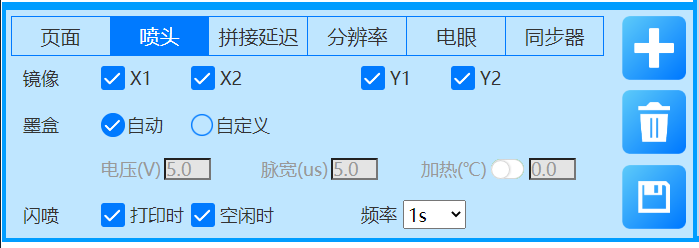 页面 喷头 拼接延迟 分辨率 电眼 同步器
镜像 X1 X2 Y1 Y2
墨盒 自动 自定义
电压(V) 5.0 脉宽(us) 5.0 加热(℃) 0.0
闪喷 打印时 空闲时 频率 1s